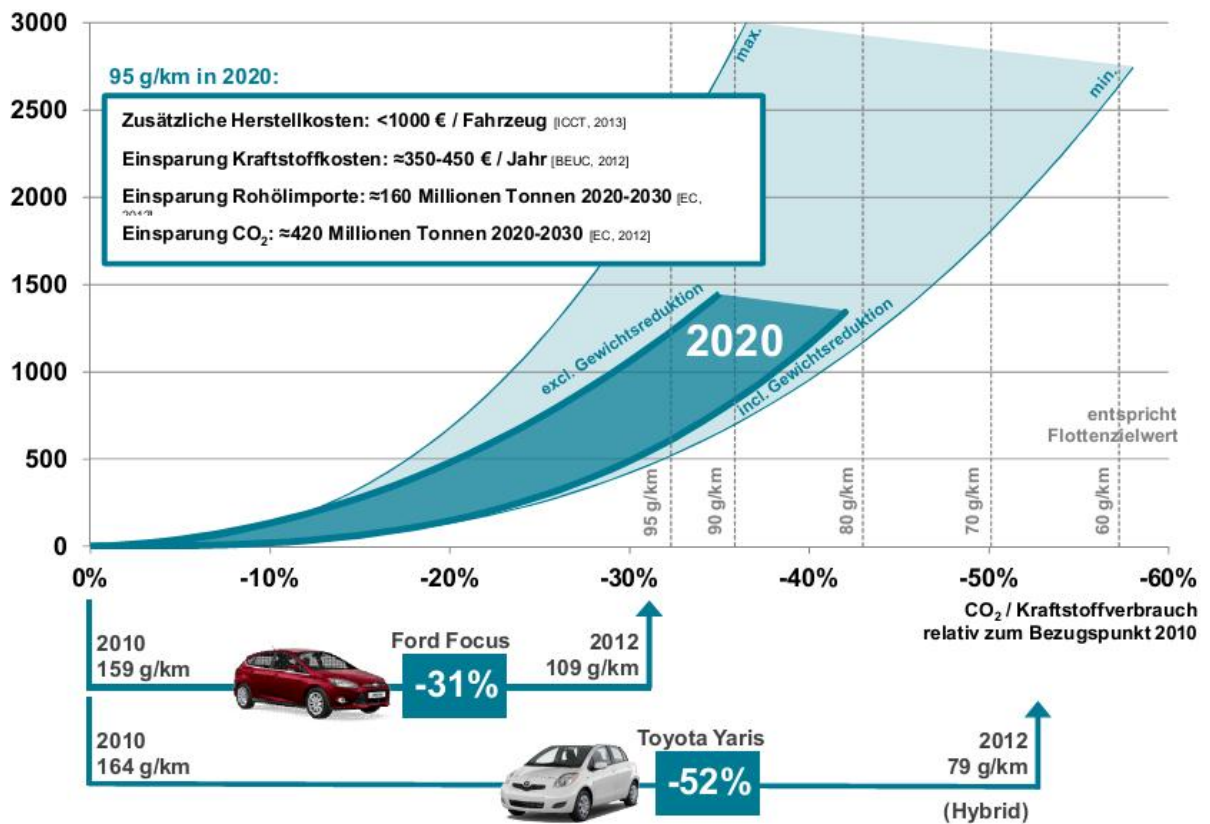 3000
2500
2000
1500
1000
500
0
95 g/km in 2020:
Zusätzliche Herstellkosten: <1000 € / Fahrzeug [ICCT, 2013]
Einsparung Kraftstoffkosten: ≈350-450 € / Jahr [BEUC, 2012]
Einsparung Rohölimporte: ≈160 Millionen Tonnen 2020-2030 [EC,
Einsparung CO₂: ≈420 Millionen Tonnen 2020-2030 [EC, 2012]
max.
min.
excl. Gewichtsreduktion
2020
incl. Gewichtsreduktion
entspricht
Flottenzielwert
95 g/km
90 g/km
80 g/km
70 g/km
60 g/km
0%
-10%
-20%
-30%
-40%
-50%
-60%
CO₂ / Kraftstoffverbrauch
relativ zum Bezugspunkt 2010
2010
159 g/km
Ford Focus
-31%
2012
109 g/km
2010
164 g/km
Toyota Yaris
-52%
2012
79 g/km
(Hybrid)